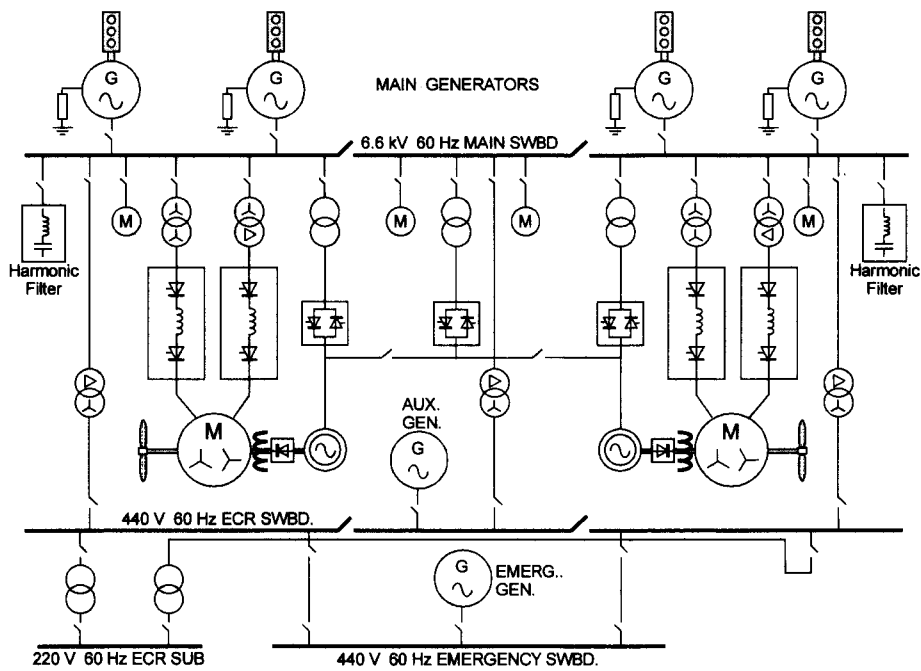 G
G
G
G
MAIN GENERATORS
6.6 kV 60 Hz MAIN SWBD
M
M
M
M
Harmonic
Filter
Harmonic
Filter
AUX.
GEN.
G
M
M
440 V 60 Hz ECR SWBD.
G
EMERG..
GEN.
220 V 60 Hz ECR SUB
440 V 60 Hz EMERGENCY SWBD.